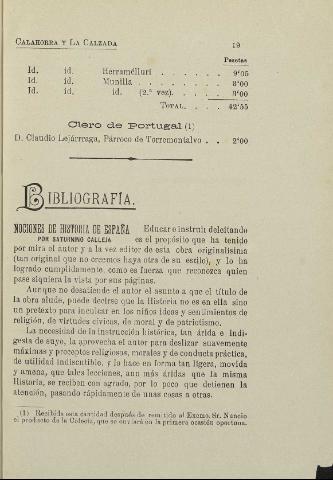 CALAHORRA Y LA CALZADA 19
Pesetas
Id. id. Herramélluri . . . . . . 9'05
Id. id. Munilla . . . . . . . 8'00
Id. id. id. (2.ª vez) . . . . . 3'00
TOTAL . . . . 42'55
Clero de Portugal (1)
D. Claudio Lejárrraga, Párroco de Torremontalvo . . 2'00
BIBLIOGRAFÍA.
NOCIONES DE HISTORIA DE ESPAÑA Educar e instruir deleitando
POR SATURNINO CALLEJA es el propósito que ha tenido
por mira el autor y a la vez editor de esta obra originalísima
(tan original que no creemos haya otra de su estilo), y lo ha
logrado cumplidamente, como es fuerza que reconozca quien
pase siquiera la vista por sus páginas.
Aunque no desatiende el autor el asunto a que el título de
la obra alude, puede decirse que la Historia no es en ella sino
un pretexto para inculcar en los niños ideas y sentimientos de
religión, de virtudes cívicas, de moral y de patriotismo.
La necesidad de la instrucción histórica, tan árida e indi-
gesta de suyo, la aprovecha el autor para deslizar suavemente
máximas y preceptos religiosos, morales y de conducta práctica,
de utilidad indiscutible, y lo hace en forma tan ligera, movida
y amena, que tales lecciones, aun más áridas que la misma
Historia, se reciben con agrado, por lo poco que detienen la
atención, pasando rápidamente de unas cosas a otras.
(1) Recibida esta cantidad después de remitido al Excmo. Sr. Nuncio
el producto de la Colecta, que se enviará en la primera ocasión oportuna.